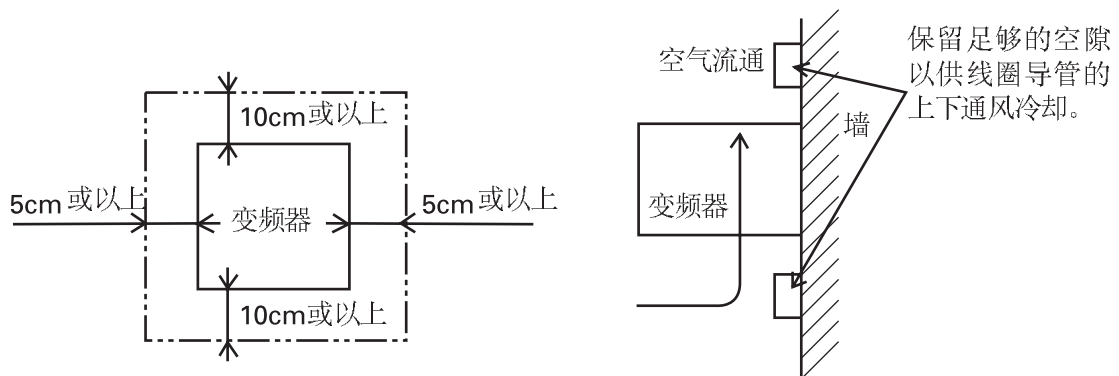 10cm或以上
5cm或以上
变频器
5cm或以上
10cm或以上
空气流通
保留足够的空隙
以供线圈导管的
上下通风冷却。
墙
变频器